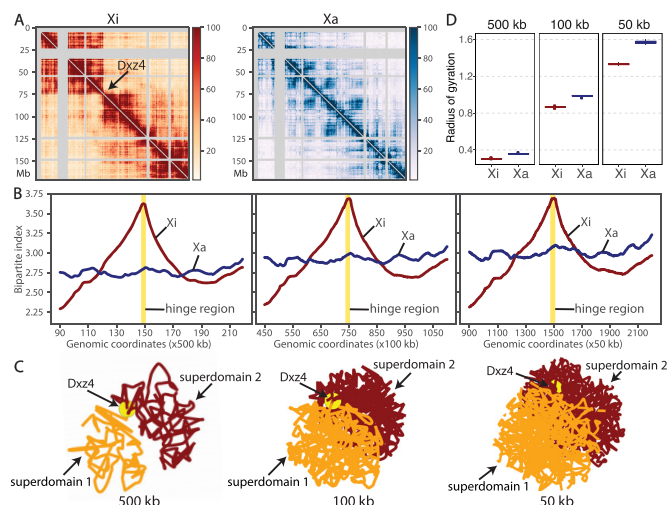 A
Xi
0
25
50
75
100
125
150
Mb
Dxz4
100
80
60
40
20
Xa
0
25
50
75
100
125
150
Mb
100
80
60
40
20
D
500 kb
100 kb
50 kb
Radius of gyration
1.6
1.2
0.8
0.4
Xi Xa
Xi Xa
Xi Xa
B
Bipartite index
3.75
3.50
3.25
3.00
2.75
2.50
2.25
Xi
Xa
hinge region
90 110 130 150 170 190 210
Genomic coordinates (x500 kb)
Xi
Xa
hinge region
450 550 650 750 850 950 1050
Genomic coordinates (x100 kb)
Xi
Xa
hinge region
900 1100 1300 1500 1700 1900 2100
Genomic coordinates (x50 kb)
C
Dxz4
superdomain 2
superdomain 1
500 kb
Dxz4
superdomain 2
superdomain 1
100 kb
Dxz4
superdomain 2
superdomain 1
50 kb